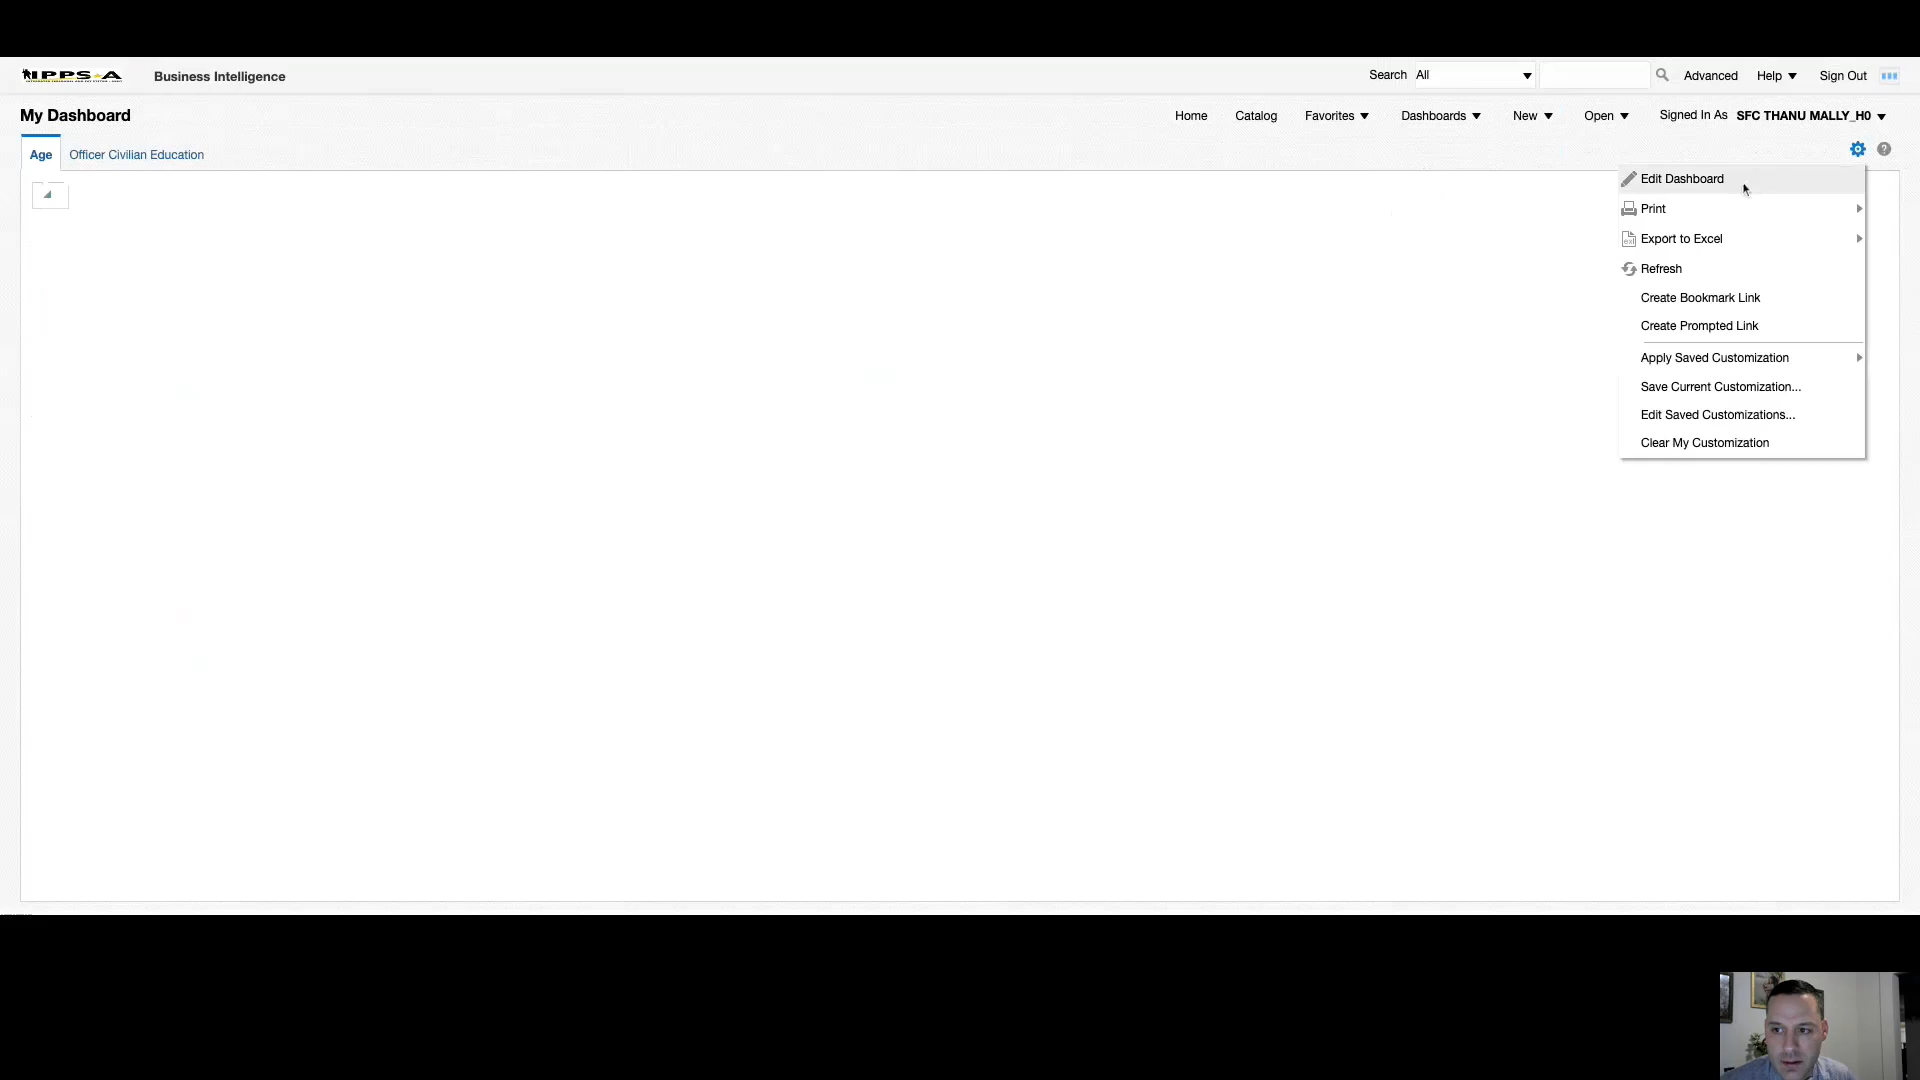 IPPS-A
Business Intelligence
Search All
Advanced
Help
Sign Out
My Dashboard
Home
Catalog
Favorites
Dashboards
New
Open
Signed In As SFC THANU MALLY_H0
Age
Officer Civilian Education
Edit Dashboard
Print
Export to Excel
Refresh
Create Bookmark Link
Create Prompted Link
Apply Saved Customization
Save Current Customization...
Edit Saved Customizations...
Clear My Customization